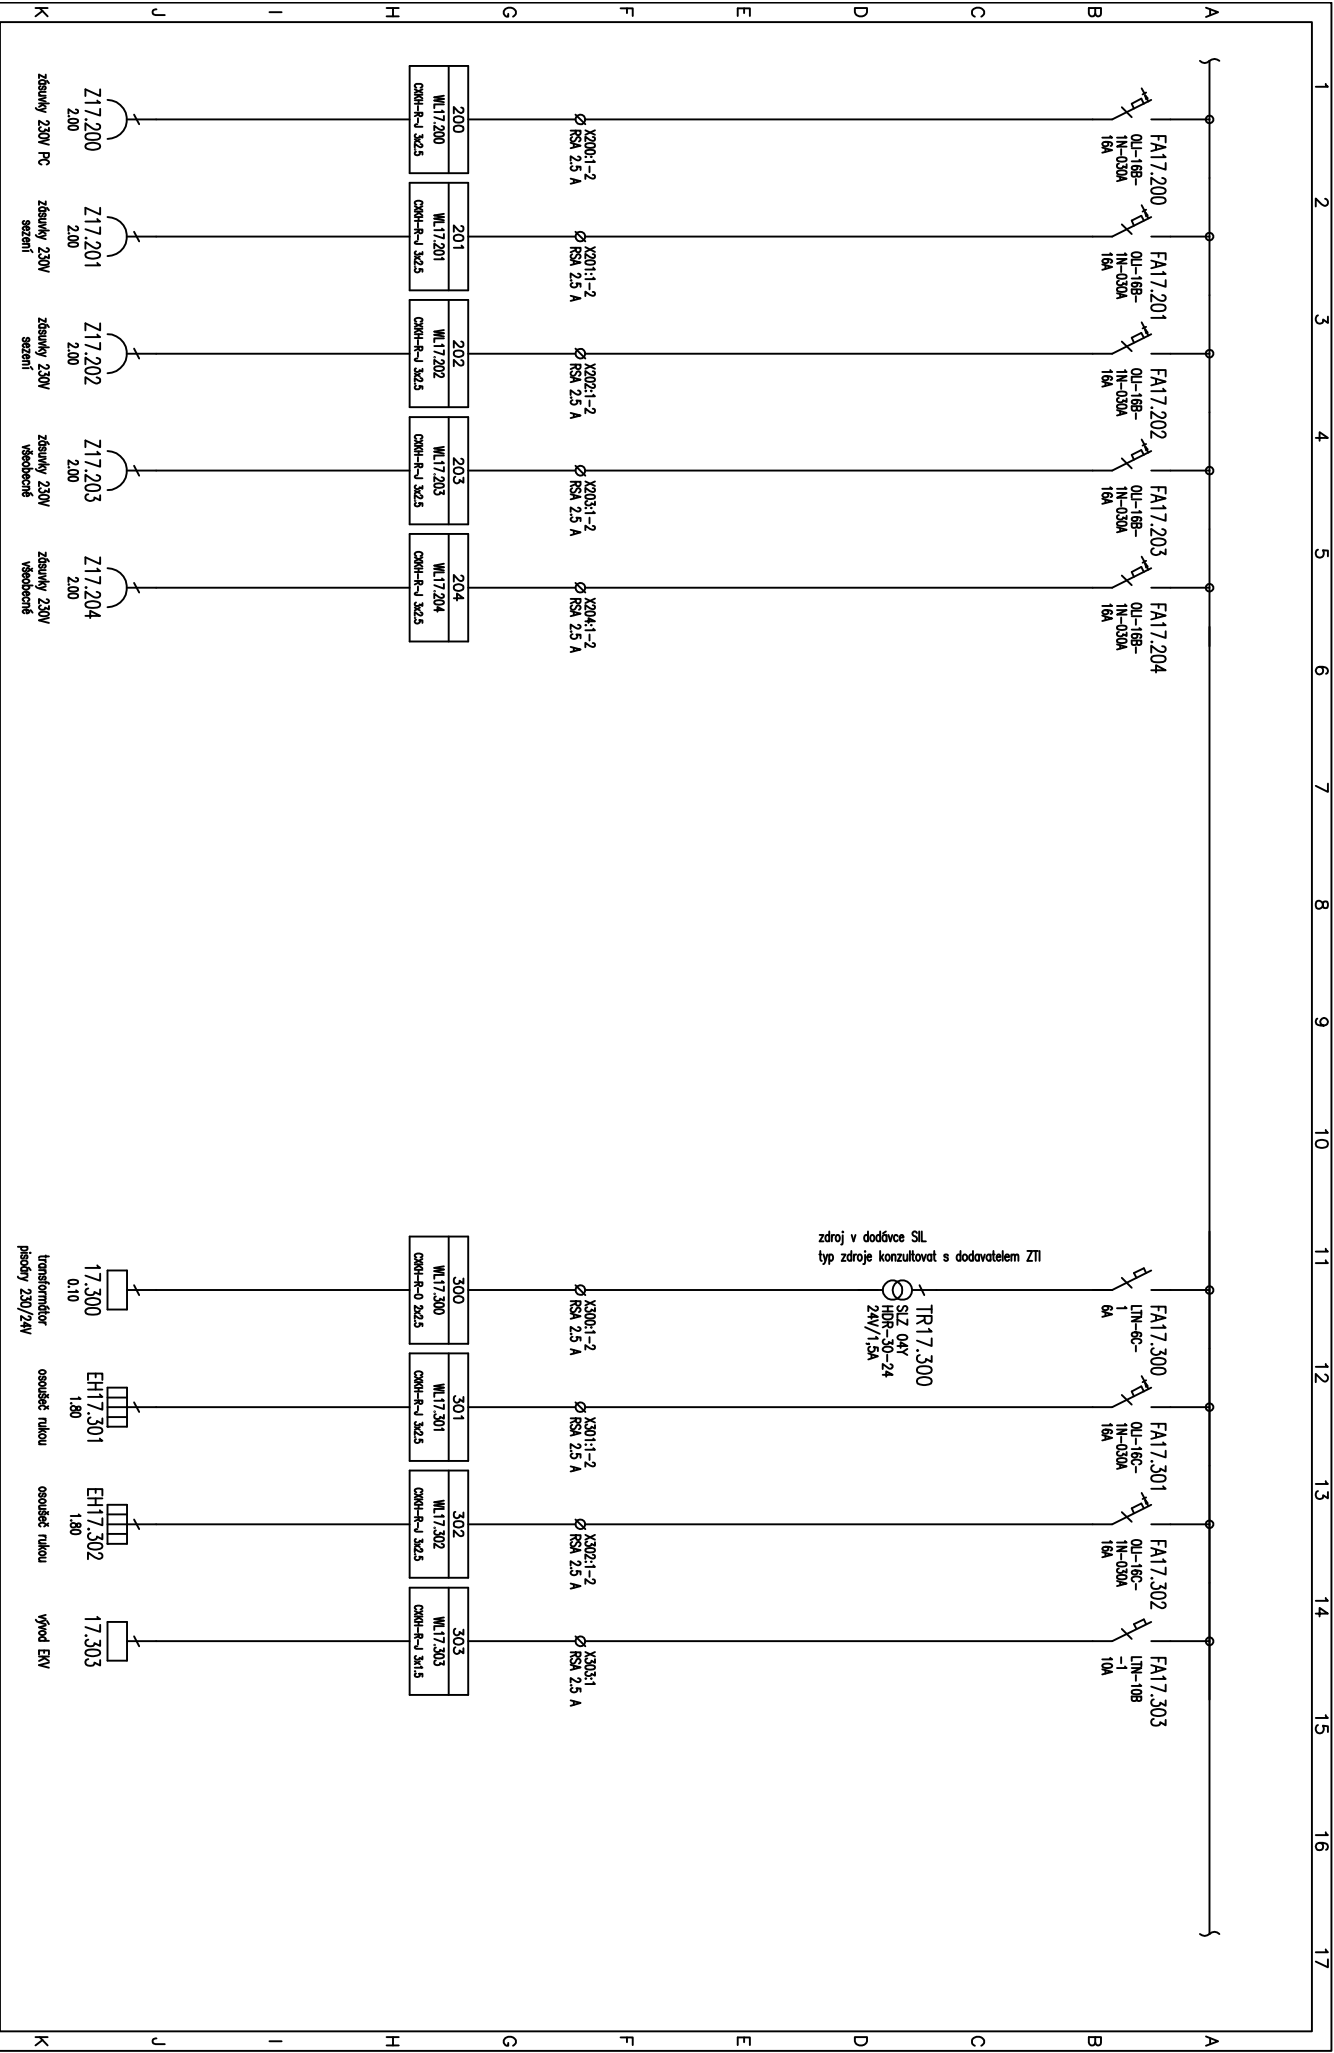 1
2
3
4
5
6
7
8
9
10
11
12
13
14
15
16
17
A
A
B
B
C
C
D
D
E
E
F
F
G
G
H
H
I
I
J
J
K
K
FA17.200
OLI-16B-
1N-030A
16A
FA17.201
OLI-16B-
1N-030A
16A
FA17.202
OLI-16B-
1N-030A
16A
FA17.203
OLI-16B-
1N-030A
16A
FA17.204
OLI-16B-
1N-030A
16A
FA17.300
LTN-6C-
1
6A
FA17.301
OLI-16C-
1N-030A
16A
FA17.302
OLI-16C-
1N-030A
16A
FA17.303
LTN-10B
-1
10A
zdroj v dodávce SIL
typ zdroje konzultovat s dodavatelem ZTI
TR17.300
SLZ 04Y
HDR-30-24
24V/1,5A
X200:1-2
RSA 2.5 A
X201:1-2
RSA 2.5 A
X202:1-2
RSA 2.5 A
X203:1-2
RSA 2.5 A
X204:1-2
RSA 2.5 A
X300:1-2
RSA 2.5 A
X301:1-2
RSA 2.5 A
X302:1-2
RSA 2.5 A
X303:1
RSA 2.5 A
200
WL17.200
CXKH-R-J 3x2.5
201
WL17.201
CXKH-R-J 3x2.5
202
WL17.202
CXKH-R-J 3x2.5
203
WL17.203
CXKH-R-J 3x2.5
204
WL17.204
CXKH-R-J 3x2.5
300
WL17.300
CXKH-R-O 2x2.5
301
WL17.301
CXKH-R-J 3x2.5
302
WL17.302
CXKH-R-J 3x2.5
303
WL17.303
CXKH-R-J 3x1.5
Z17.200
2.00
zásuvky 230V PC
Z17.201
2.00
zásuvky 230V
sezení
Z17.202
2.00
zásuvky 230V
sezení
Z17.203
2.00
zásuvky 230V
všeobecné
Z17.204
2.00
zásuvky 230V
všeobecné
17.300
0.10
transformátor
pisoáry 230/24V
EH17.301
1.80
osoušeč rukou
EH17.302
1.80
osoušeč rukou
17.303
vývod EKV